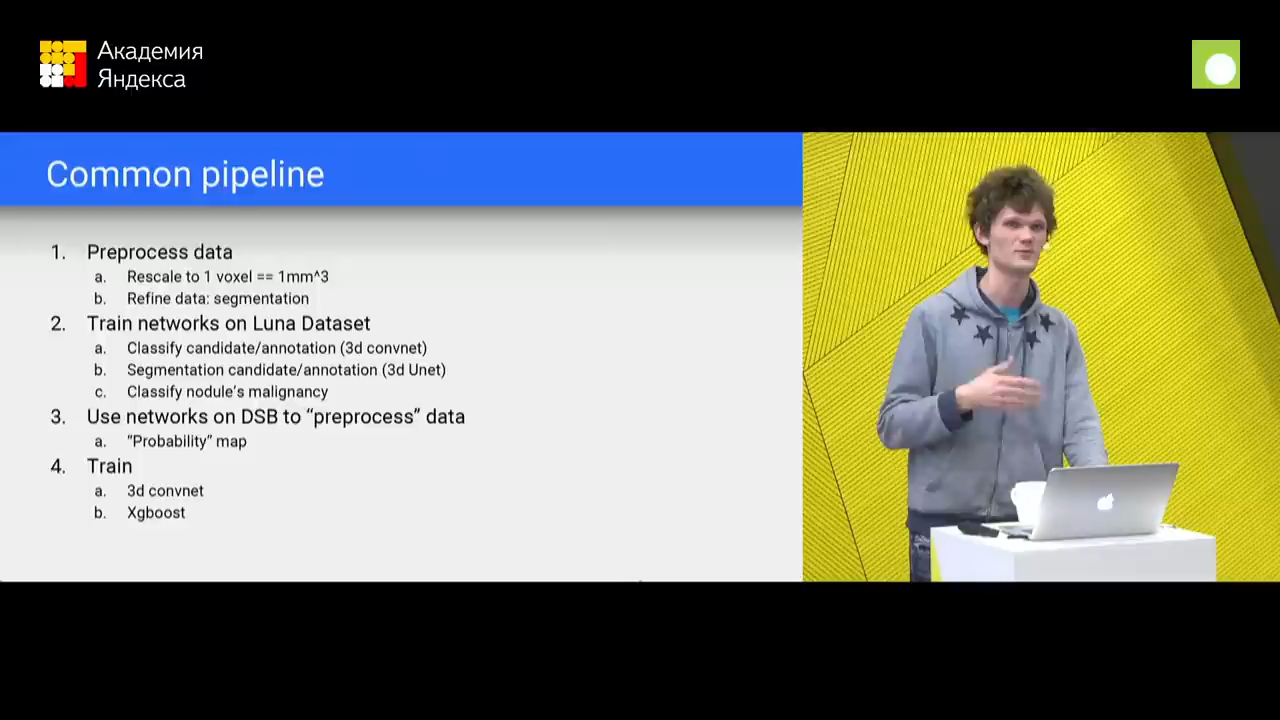 Академия
Яндекса
Common pipeline
1. Preprocess data
a. Rescale to 1 voxel == 1mm^3
b. Refine data: segmentation
2. Train networks on Luna Dataset
a. Classify candidate/annotation (3d convnet)
b. Segmentation candidate/annotation (3d Unet)
c. Classify nodule's malignancy
3. Use networks on DSB to “preprocess” data
a. “Probability” map
4. Train
a. 3d convnet
b. Xgboost